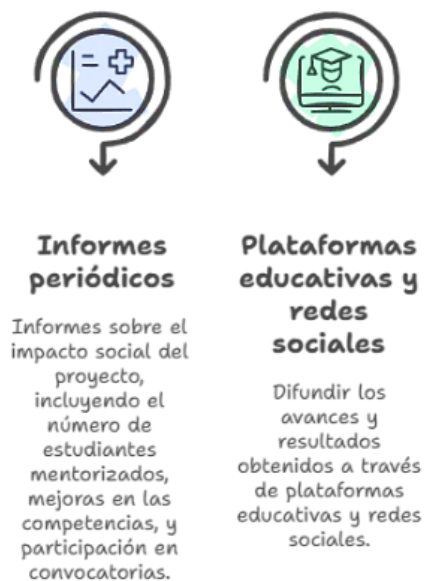 Informes
periódicos
Informes sobre el
impacto social del
proyecto,
incluyendo el
número de
estudiantes
mentorizados,
mejoras en las
competencias, y
participación en
convocatorias.
Plataformas
educativas y
redes
sociales
Difundir los
avances y
resultados
obtenidos a través
de plataformas
educativas y redes
sociales.